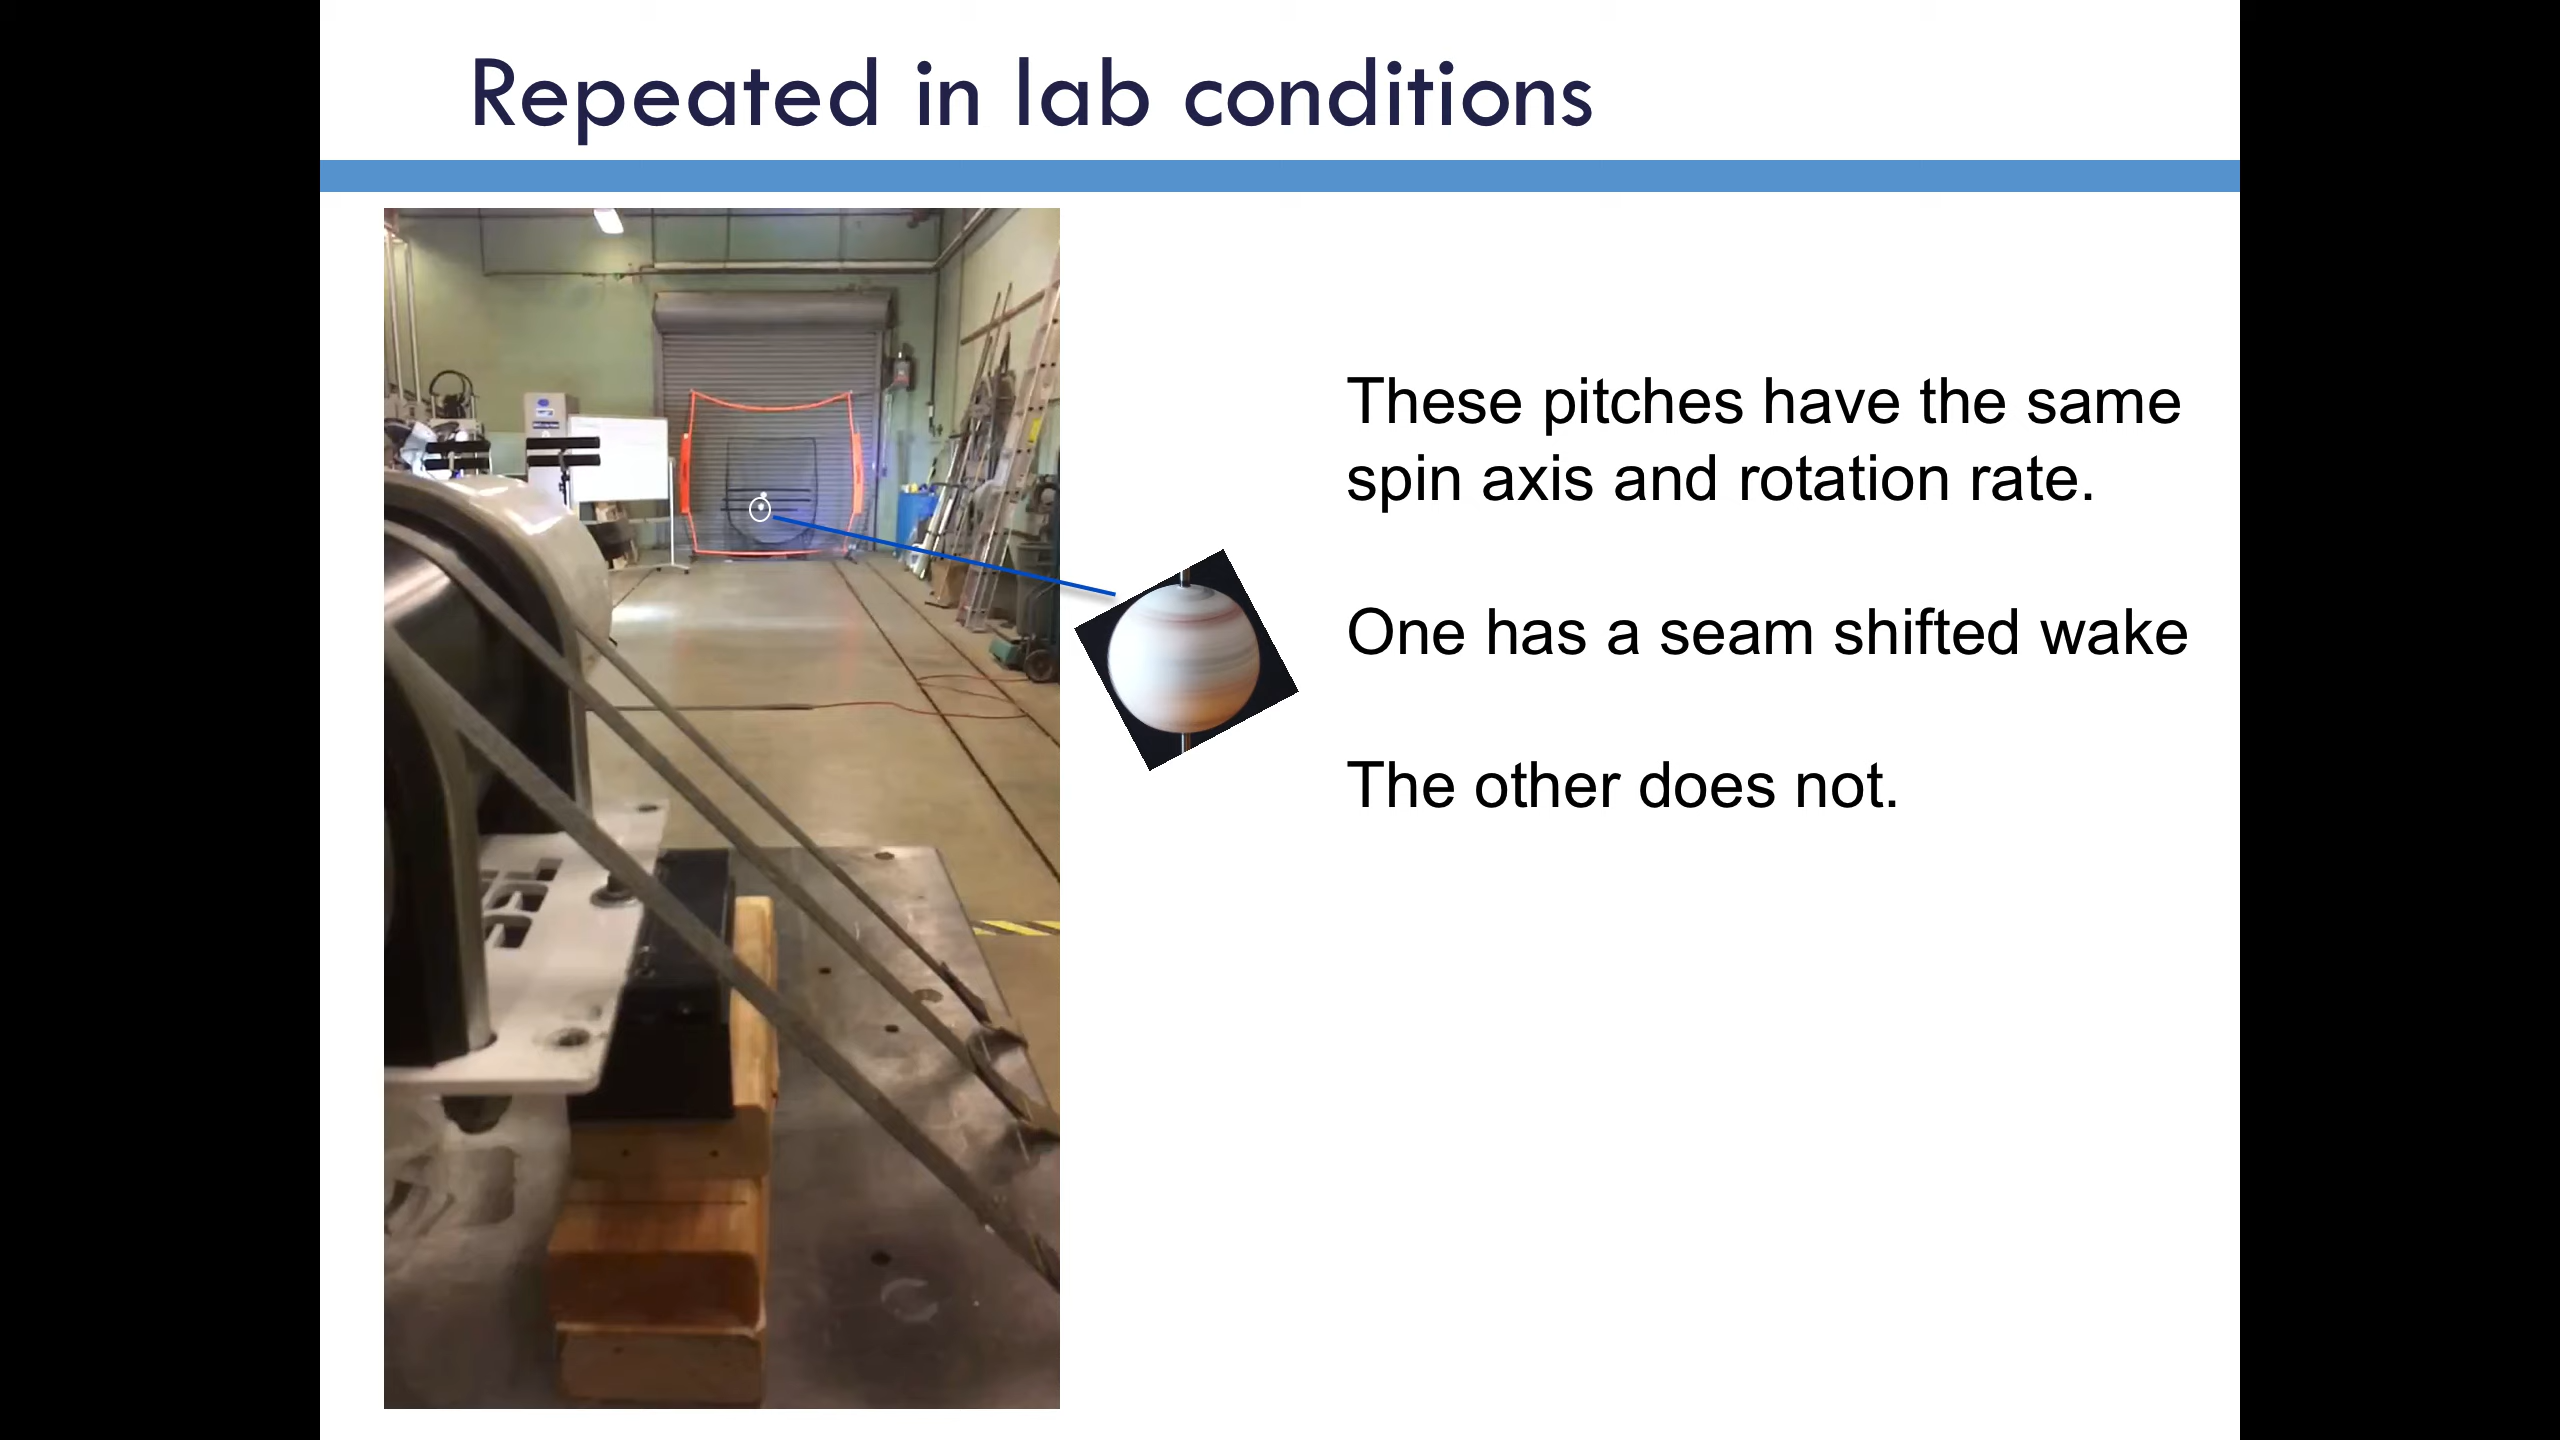 Repeated in lab conditions
These pitches have the same
spin axis and rotation rate.
One has a seam shifted wake
The other does not.